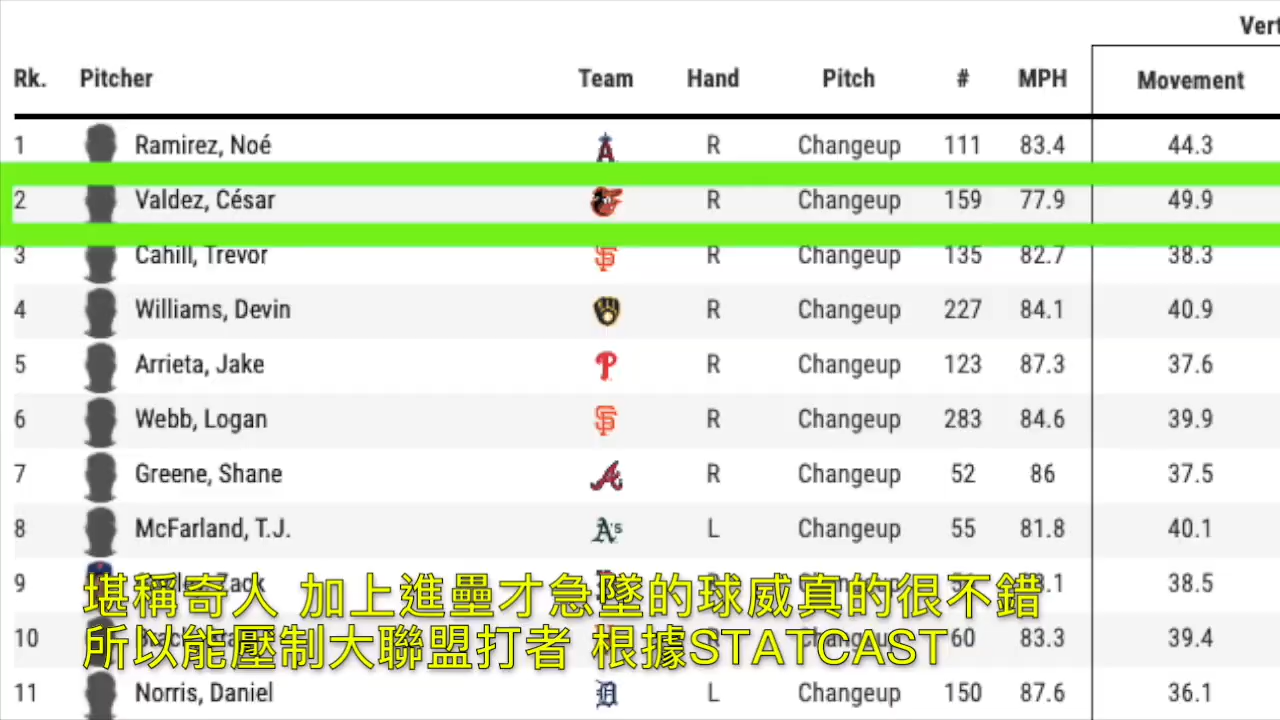 Vert
Rk. Pitcher Team Hand Pitch # MPH Movement
1 Ramirez, Noé R Changeup 111 83.4 44.3
2 Valdez, César R Changeup 159 77.9 49.9
3 Cahill, Trevor R Changeup 135 82.7 38.3
4 Williams, Devin R Changeup 227 84.1 40.9
5 Arrieta, Jake R Changeup 123 87.3 37.6
6 Webb, Logan R Changeup 283 84.6 39.9
7 Greene, Shane R Changeup 52 86 37.5
8 McFarland, T.J. L Changeup 55 81.8 40.1
9 38.5
堪稱奇人 加上進壘才急墜的球威真的很不錯
10 60 83.3 39.4
所以能壓制大聯盟打者 根據STATCAST
11 Norris, Daniel L Changeup 150 87.6 36.1